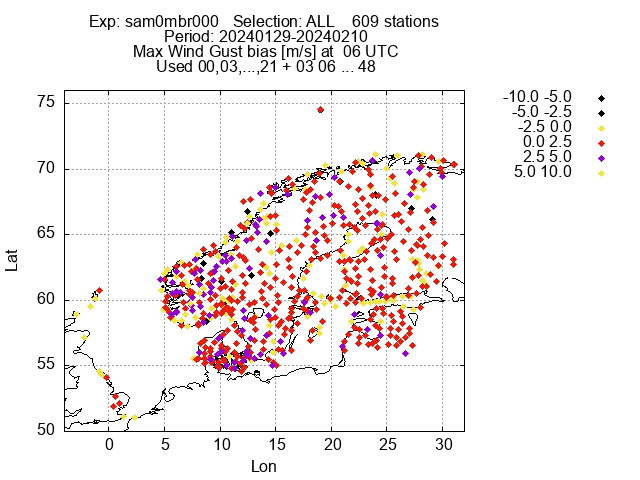 Exp: sam0mbr000 Selection: ALL 609 stations
Period: 20240129-20240210
Max Wind Gust bias [m/s] at 06 UTC
Used 00,03,...,21 + 03 06 ... 48
-10.0 -5.0
-5.0 -2.5
-2.5 0.0
0.0 2.5
2.5 5.0
5.0 10.0
75
70
65
60
55
50
Lat
0 5 10 15 20 25 30
Lon